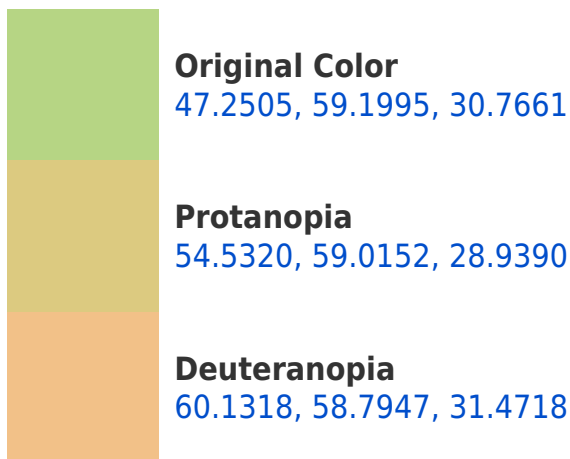 Original Color
47.2505, 59.1995, 30.7661
Protanopia
54.5320, 59.0152, 28.9390
Deuteranopia
60.1318, 58.7947, 31.4718